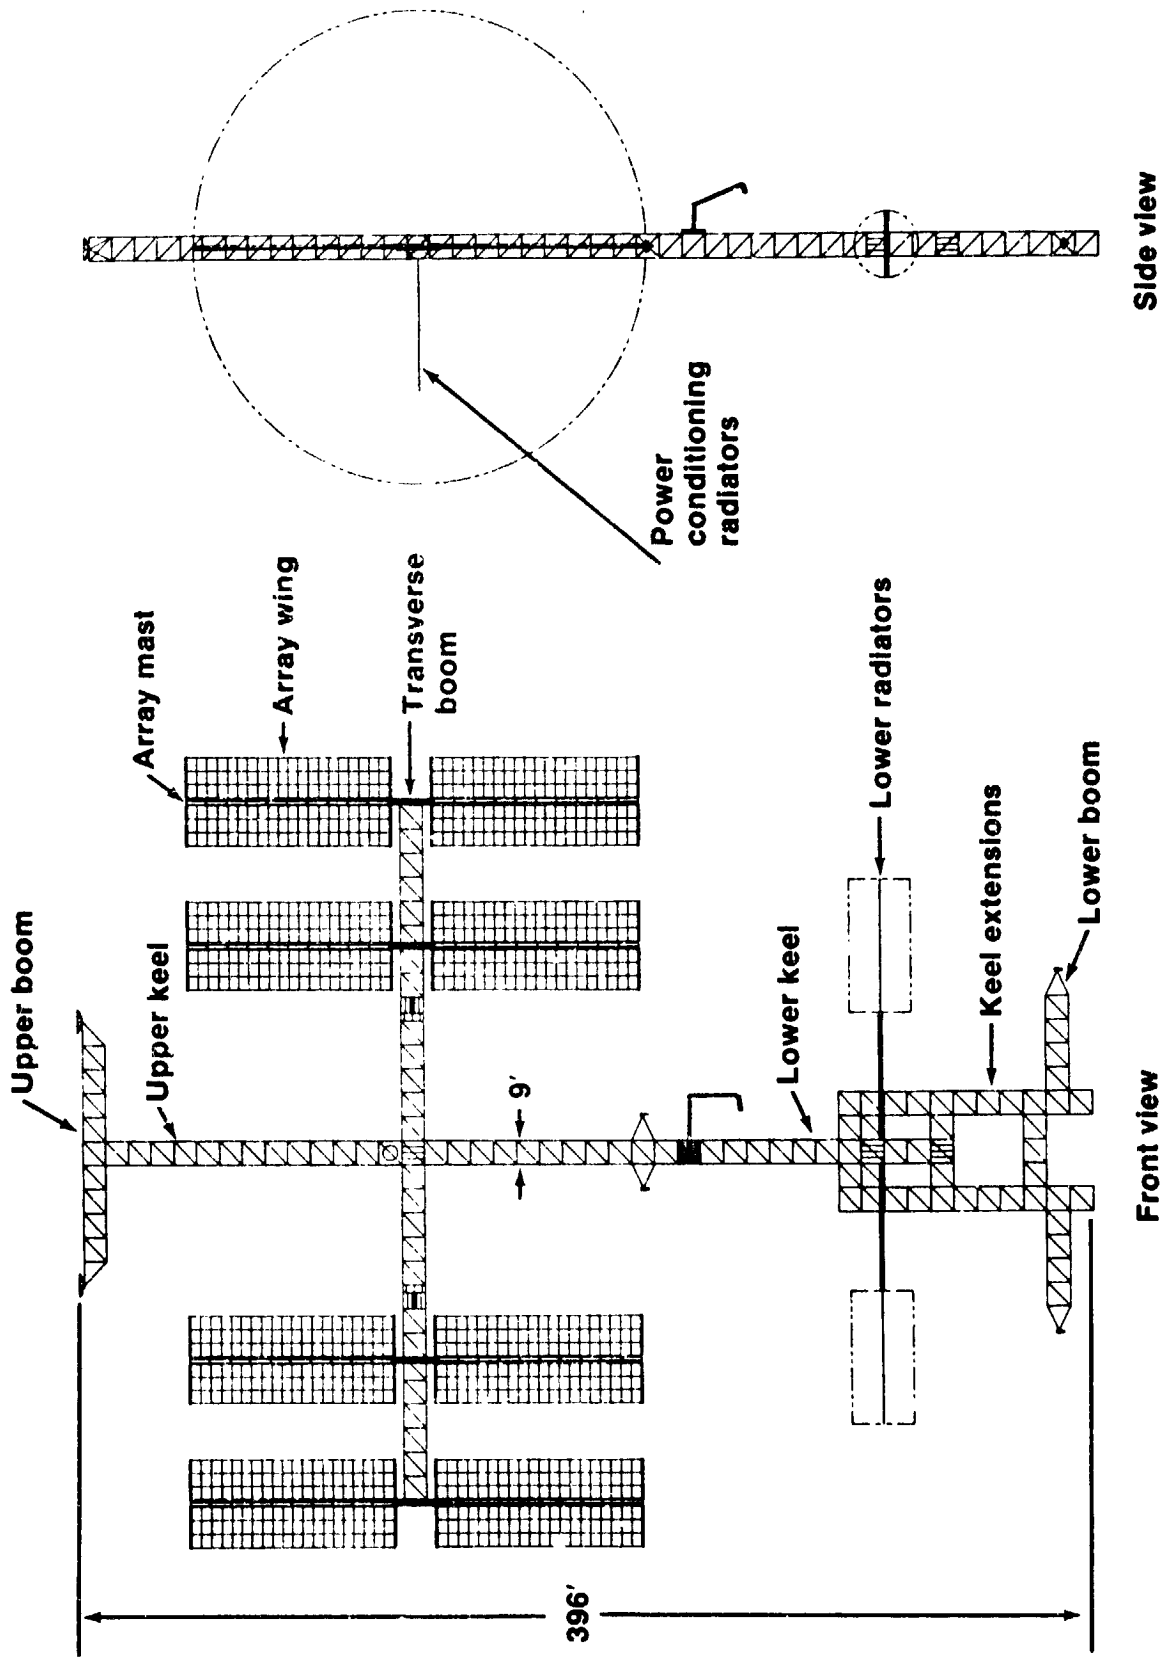 Upper boom
Upper keel
Array mast
Array wing
Transverse
boom
9′
396′
Lower keel
Lower radiators
Keel extensions
Lower boom
Front view
Power
conditioning
radiators
Side view